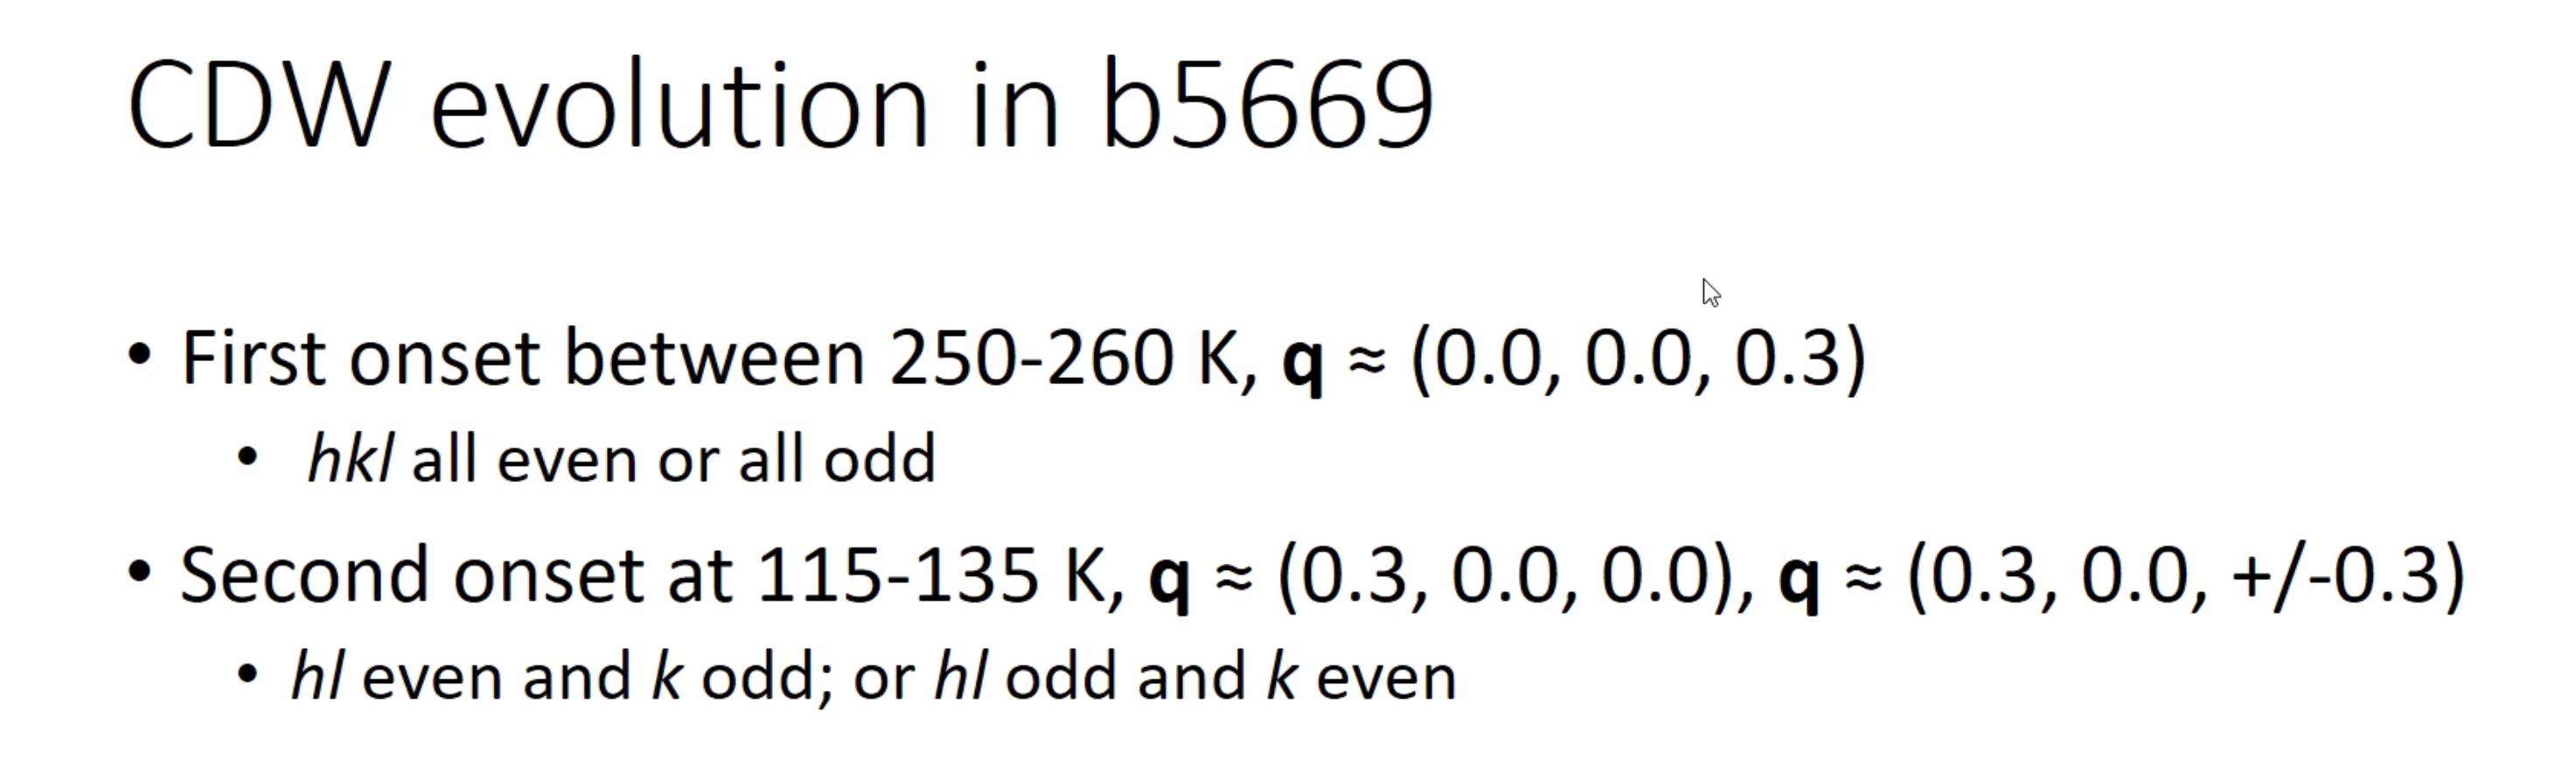 CDW evolution in b5669
• First onset between 250-260 K, q ≈ (0.0, 0.0, 0.3)
• hkl all even or all odd
• Second onset at 115-135 K, q ≈ (0.3, 0.0, 0.0), q ≈ (0.3, 0.0, +/-0.3)
• hl even and k odd; or hl odd and k even